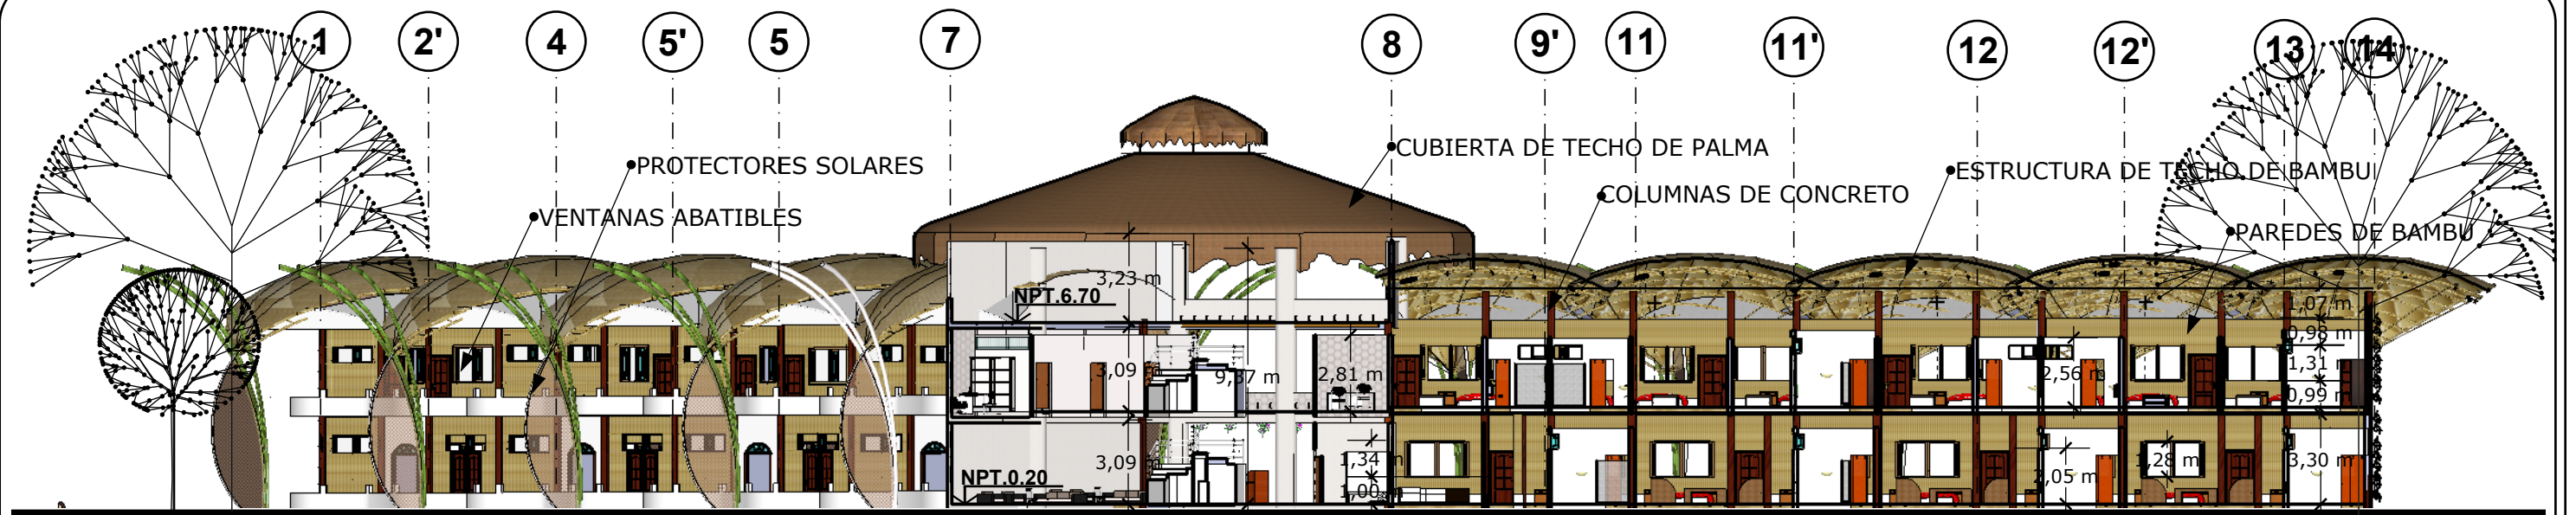 1
2'
4
5'
5
7
8
9'
11
11'
12
12'
13
14
CUBIERTA DE TECHO DE PALMA
PROTECTORES SOLARES
ESTRUCTURA DE TECHO DE BAMBU
COLUMNAS DE CONCRETO
VENTANAS ABATIBLES
PAREDES DE BAMBU
3,23 m
NPT.6.70
1,07 m
0,98 m
1,31 m
3,09 m
9,37 m
2,81 m
2,56 m
0,99 m
3,09
1,34 m
1,28 m
3,30 m
NPT.0.20
2,05 m
1,00 m